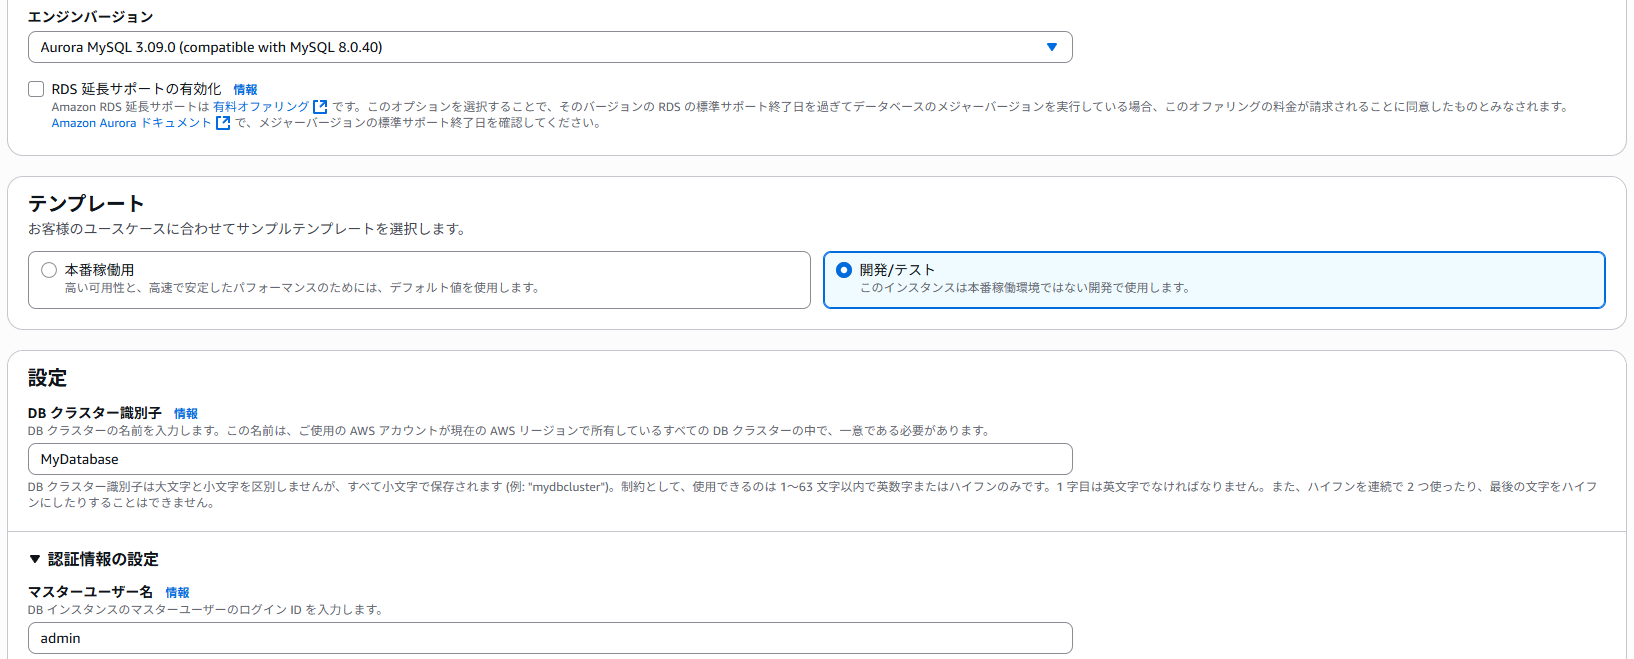 エンジンバージョン
Aurora MySQL 3.09.0 (compatible with MySQL 8.0.40)
RDS 延長サポートの有効化 情報
Amazon RDS 延長サポートは 有料オファリング です。このオプションを選択することで、そのバージョンの RDS の標準サポート終了日を過ぎてデータベースのメジャーバージョンを実行している場合、このオファリングの料金が請求されることに同意したものとみなされます。
Amazon Aurora ドキュメント で、メジャーバージョンの標準サポート終了日を確認してください。
テンプレート
お客様のユースケースに合わせてサンプルテンプレートを選択します。
本番稼働用
高い可用性と、高速で安定したパフォーマンスのためには、デフォルト値を使用します。
開発/テスト
このインスタンスは本番稼働環境ではない開発で使用します。
設定
DB クラスター識別子 情報
DB クラスターの名前を入力します。この名前は、ご使用の AWS アカウントが現在の AWS リージョンで所有しているすべての DB クラスターの中で、一意である必要があります。
MyDatabase
DB クラスター識別子は大文字と小文字を区別しませんが、すべて小文字で保存されます (例: "mydbcluster")。制約として、使用できるのは 1～63 文字以内で英数字またはハイフンのみです。1 字目は英文字でなければなりません。また、ハイフンを連続で 2 つ使ったり、最後の文字をハイフ
ンにしたりすることはできません。
認証情報の設定
マスターユーザー名 情報
DB インスタンスのマスターユーザーのログイン ID を入力します。
admin